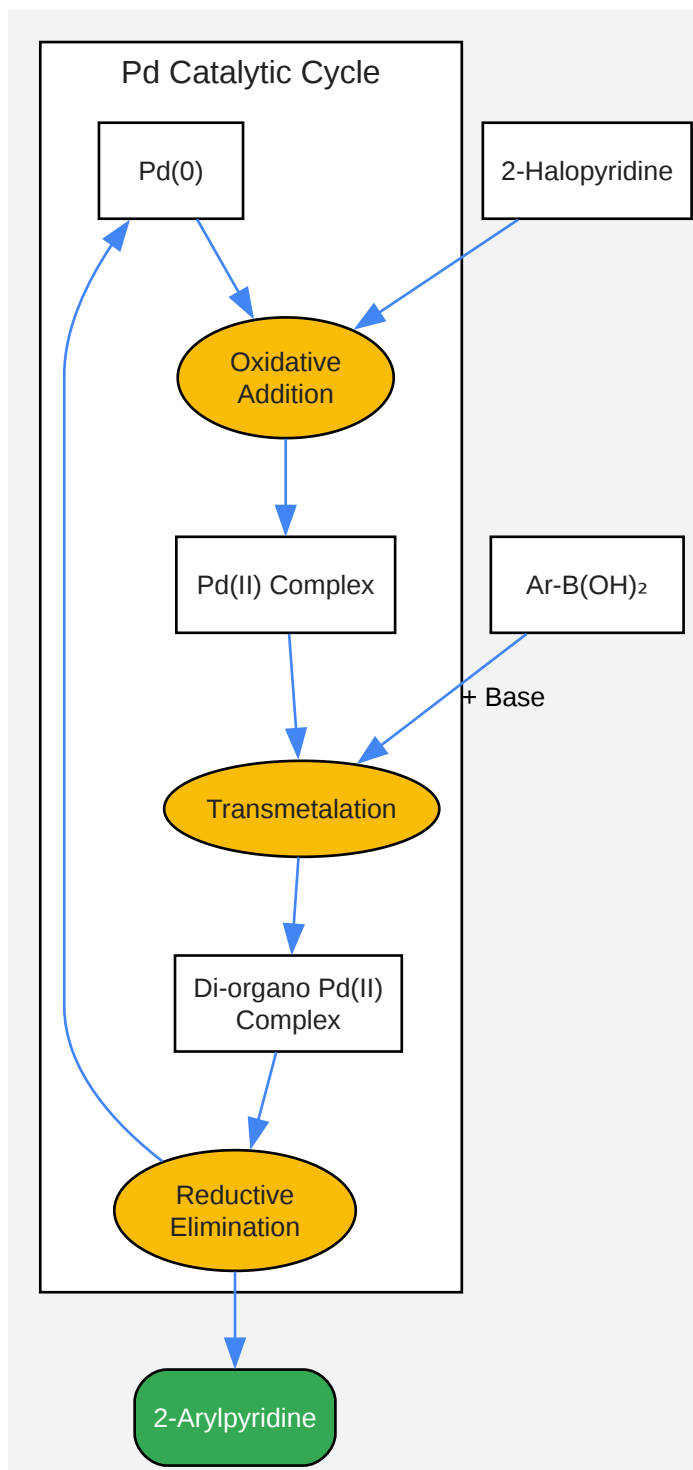 Pd Catalytic Cycle
Pd(0)
2-Halopyridine
Oxidative
Addition
Pd(II) Complex
Ar-B(OH)₂
+ Base
Transmetalation
Di-organo Pd(II)
Complex
Reductive
Elimination
2-Arylpyridine